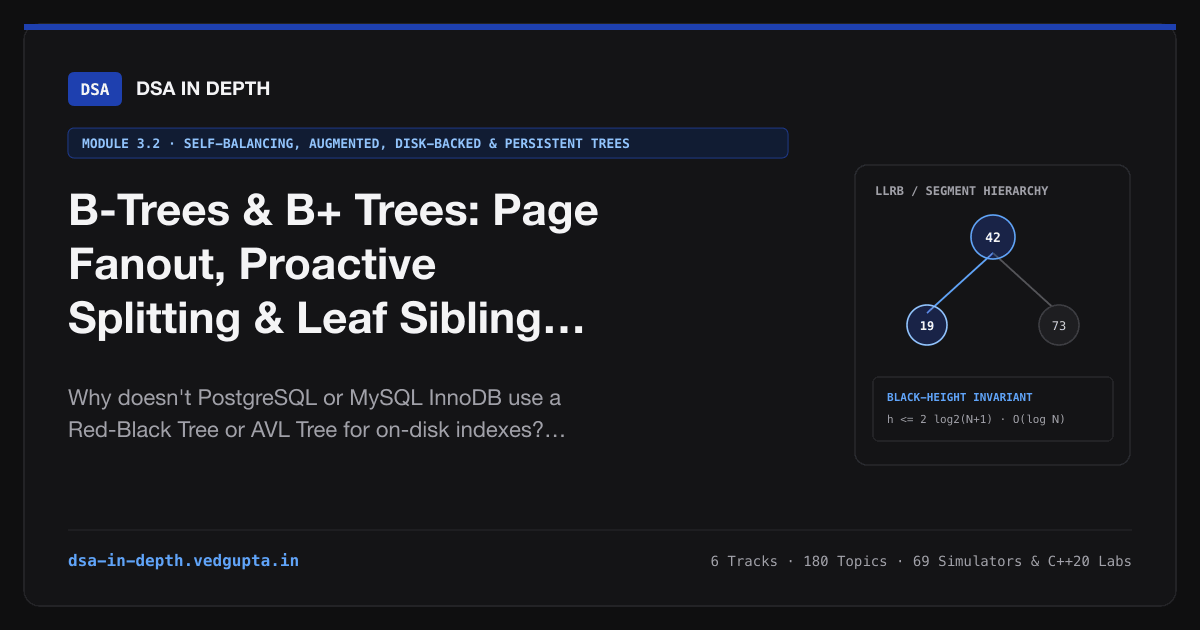 DSA
DSA IN DEPTH
MODULE 3.2 · SELF-BALANCING, AUGMENTED, DISK-BACKED & PERSISTENT TREES
B-Trees & B+ Trees: Page
Fanout, Proactive
Splitting & Leaf Sibling...
Why doesn't PostgreSQL or MySQL InnoDB use a
Red-Black Tree or AVL Tree for on-disk indexes?...
LLRB / SEGMENT HIERARCHY
42
19
73
BLACK-HEIGHT INVARIANT
h <= 2 log2(N+1) · O(log N)
dsa-in-depth.vedgupta.in
6 Tracks · 180 Topics · 69 Simulators & C++20 Labs